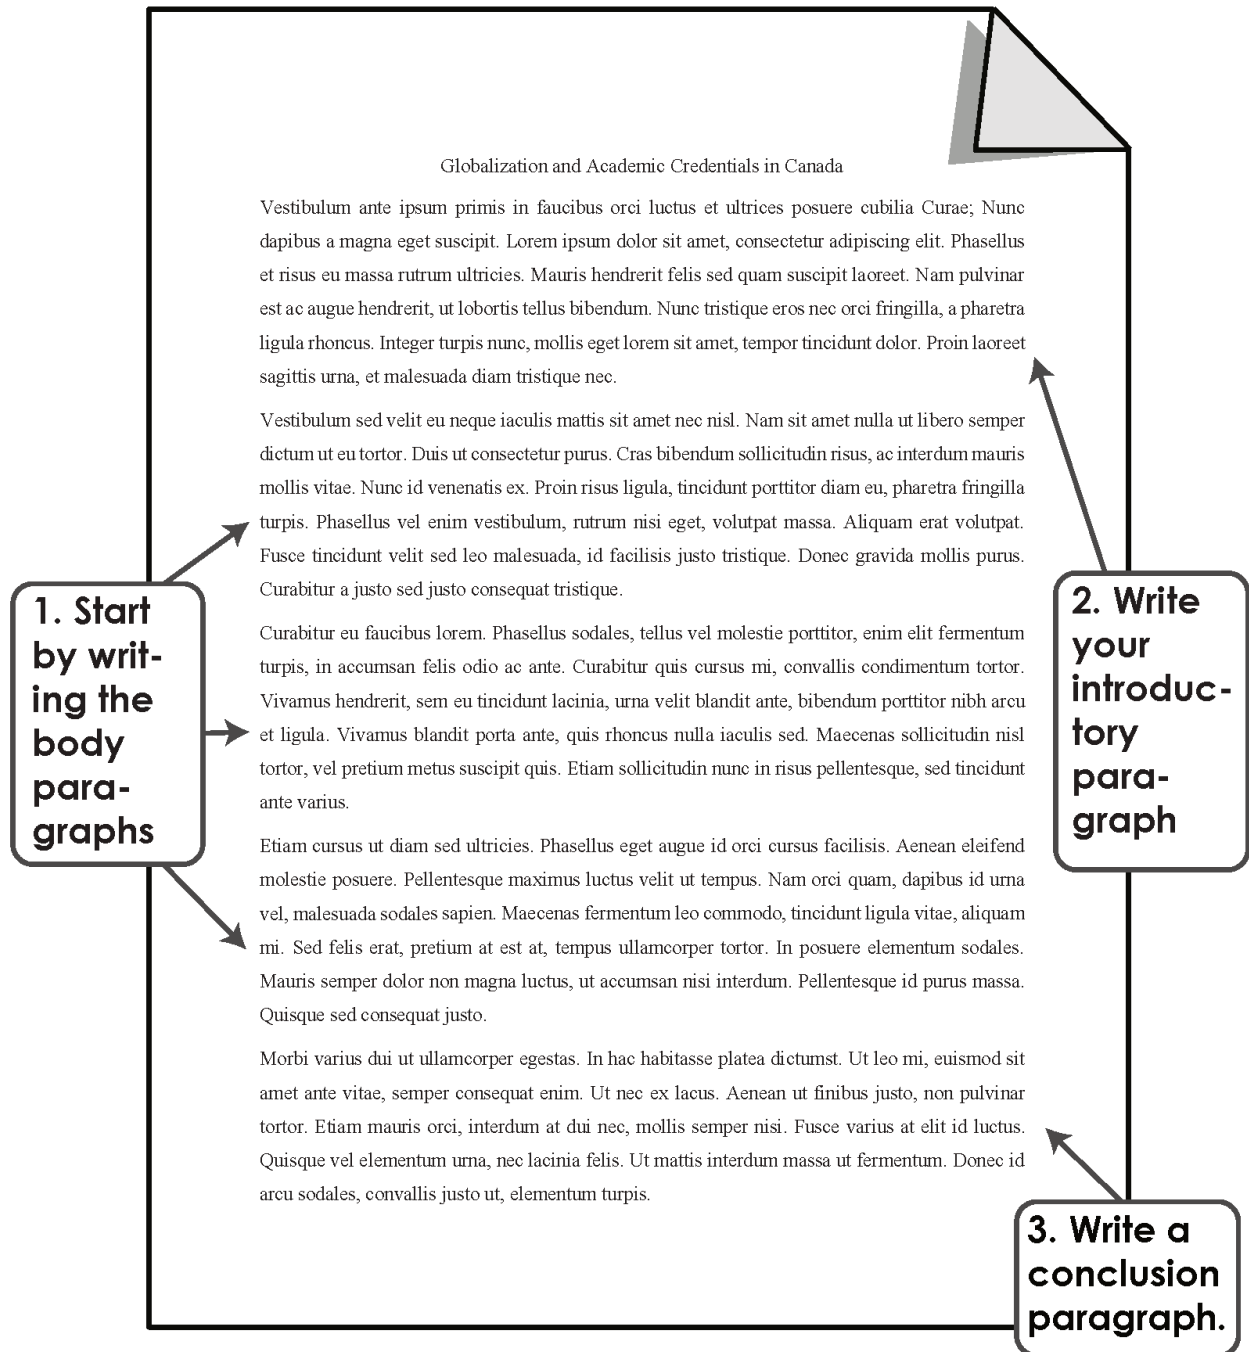 Globalization and Academic Credentials in Canada
Vestibulum ante ipsum primis in faucibus orci luctus et ultrices posuere cubilia Curae; Nunc
dapibus a magna eget suscipit. Lorem ipsum dolor sit amet, consectetur adipiscing elit. Phasellus
et risus eu massa rutrum ultricies. Mauris hendrerit felis sed quam suscipit laoreet. Nam pulvinar
est ac augue hendrerit, ut lobortis tellus bibendum. Nunc tristique eros nec orci fringilla, a pharetra
ligula rhoncus. Integer turpis nunc, mollis eget lorem sit amet, tempor tincidunt dolor. Proin laoreet
sagittis urna, et malesuada diam tristique nec.
Vestibulum sed velit eu neque iaculis mattis sit amet nec nisl. Nam sit amet nulla ut libero semper
dictum ut eu tortor. Duis ut consectetur purus. Cras bibendum sollicitudin risus, ac interdum mauris
mollis vitae. Nunc id venenatis ex. Proin risus ligula, tincidunt porttitor diam eu, pharetra fringilla
turpis. Phasellus vel enim vestibulum, rutrum nisi eget, volutpat massa. Aliquam erat volutpat.
Fusce tincidunt velit sed leo malesuada, id facilisis justo tristique. Donec gravida mollis purus.
Curabitur a justo sed justo consequat tristique.
Curabitur eu faucibus lorem. Phasellus sodales, tellus vel molestie porttitor, enim elit fermentum
turpis, in accumsan felis odio ac ante. Curabitur quis cursus mi, convallis condimentum tortor.
Vivamus hendrerit, sem eu tincidunt lacinia, urna velit blandit ante, bibendum porttitor nibh arcu
et ligula. Vivamus blandit porta ante, quis rhoncus nulla iaculis sed. Maecenas sollicitudin nisl
tortor, vel pretium metus suscipit quis. Etiam sollicitudin nunc in risus pellentesque, sed tincidunt
ante varius.
Etiam cursus ut diam sed ultricies. Phasellus eget augue id orci cursus facilisis. Aenean eleifend
molestie posuere. Pellentesque maximus luctus velit ut tempus. Nam orci quam, dapibus id urna
vel, malesuada sodales sapien. Maecenas fermentum leo commodo, tincidunt ligula vitae, aliquam
mi. Sed felis erat, pretium at est at, tempus ullamcorper tortor. In posuere elementum sodales.
Mauris semper dolor non magna luctus, ut accumsan nisi interdum. Pellentesque id purus massa.
Quisque sed consequat justo.
Morbi varius dui ut ullamcorper egestas. In hac habitasse platea dictumst. Ut leo mi, euismod sit
amet ante vitae, semper consequat enim. Ut nec ex lacus. Aenean ut finibus justo, non pulvinar
tortor. Etiam mauris orci, interdum at dui nec, mollis semper nisi. Fusce varius at elit id luctus.
Quisque vel elementum urna, nec lacinia felis. Ut mattis interdum massa ut fermentum. Donec id
arcu sodales, convallis justo ut, elementum turpis.
1. Start
by writ-
ing the
body
para-
graphs
2. Write
your
introduc-
tory
para-
graph
3. Write a
conclusion
paragraph.